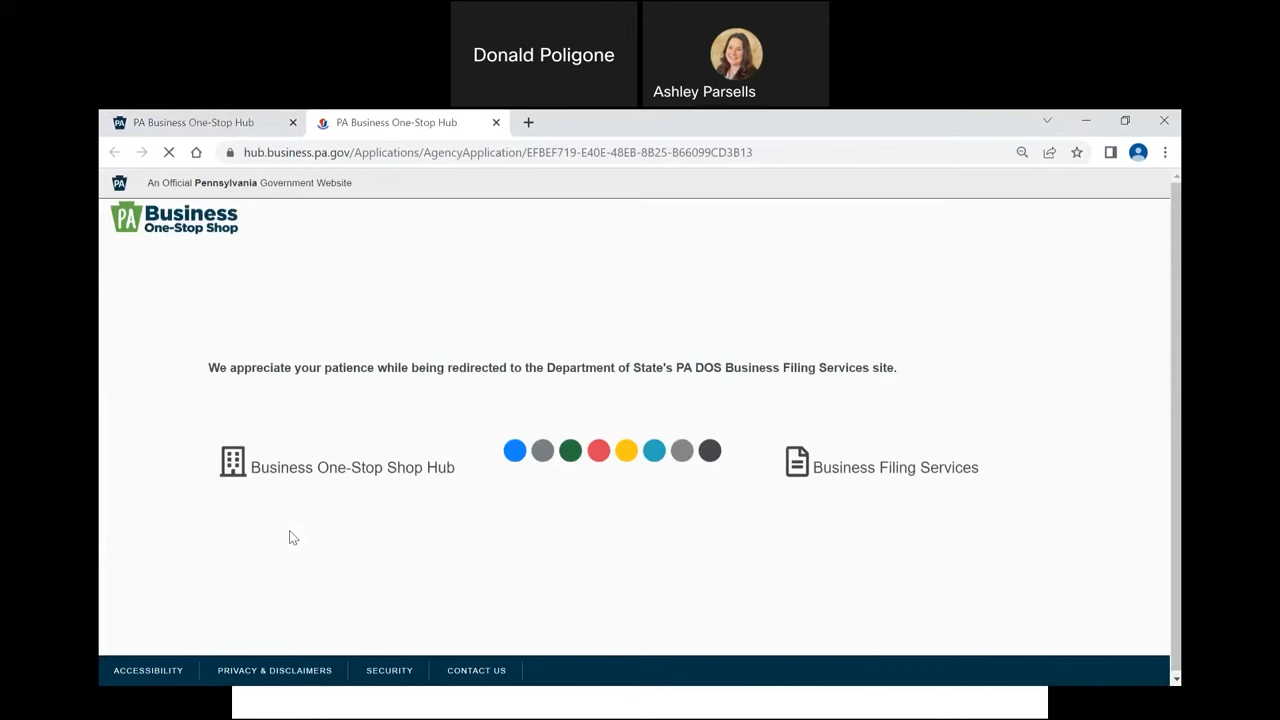 Donald Poligone
Ashley Parsells
PA Business One-Stop Hub
PA Business One-Stop Hub
hub.business.pa.gov/Applications/AgencyApplication/EFBEF719-E40E-48EB-8B25-B66099CD3B13
PA
An Official Pennsylvania Government Website
PA Business
One-Stop Shop
We appreciate your patience while being redirected to the Department of State's PA DOS Business Filing Services site.
Business One-Stop Shop Hub
Business Filing Services
ACCESSIBILITY
PRIVACY & DISCLAIMERS
SECURITY
CONTACT US